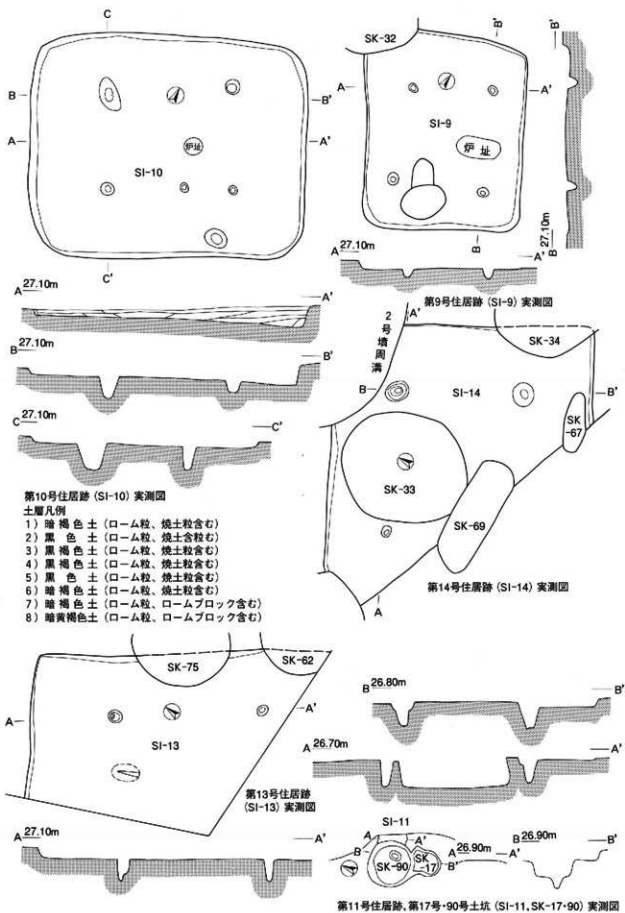 C
SK-32
B'
B'
B
B'
A
A'
A
A'
SI-9
炉址
炉址
SI-10
C'
B
27.10m
B
A 27.10m
A'
A 27.10m
A'
第9号住居跡 (SI-9) 実測図
B 27.10m
B'
2号墳周溝
A'
SK-34
B
SI-14
B'
C 27.10m
C'
SK-67
SK-33
SK-69
第10号住居跡 (SI-10) 実測図
土層凡例
1) 暗褐色土 (ローム粒、焼土粒含む)
2) 黒 色 土 (ローム粒、焼土含粒む)
3) 黒褐色土 (ローム粒、焼土粒含む)
4) 黒褐色土 (ローム粒、焼土粒含む)
5) 黒 色 土 (ローム粒、焼土粒含む)
6) 暗褐色土 (ローム粒、焼土粒含む)
7) 暗褐色土 (ローム粒、ロームブロック含む)
8) 暗黄褐色土 (ローム粒、ロームブロック含む)
第14号住居跡 (SI-14) 実測図
A
SK-75
SK-62
A
A'
SI-13
第13号住居跡
(SI-13) 実測図
B 26.80m
B'
A 26.70m
A'
A 27.10m
A'
SI-11
A
A'
B
SK-90
SK-17
B'
A 26.90m
A'
B 26.90m
B'
第11号住居跡、第17号・90号土坑 (SI-11、SK-17・90) 実測図